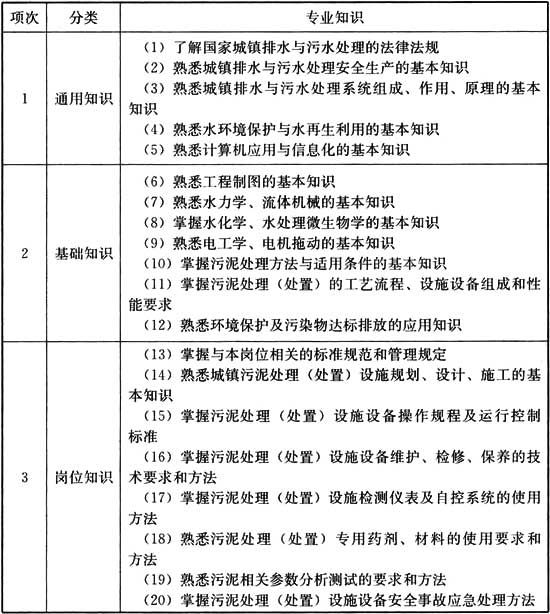 项次 分类 专业知识
(1) 了解国家城镇排水与污水处理的法律法规
(2) 熟悉城镇排水与污水处理安全生产的基本知识
(3) 熟悉城镇排水与污水处理系统组成、作用、原理的基本
1 通用知识
知识
(4) 熟悉水环境保护与水再生利用的基本知识
(5) 熟悉计算机应用与信息化的基本知识
(6) 熟悉工程制图的基本知识
(7) 熟悉水力学、流体机械的基本知识
(8) 掌握水化学、水处理微生物学的基本知识
(9) 熟悉电工学、电机拖动的基本知识
2 基础知识
(10) 掌握污泥处理方法与适用条件的基本知识
(11) 掌握污泥处理（处置）的工艺流程、设施设备组成和性
能要求
(12) 熟悉环境保护及污染物达标排放的应用知识
(13) 掌握与本岗位相关的标准规范和管理规定
(14) 熟悉城镇污泥处理（处置）设施规划、设计、施工的基
本知识
(15) 掌握污泥处理（处置）设施设备操作规程及运行控制
标准
(16) 掌握污泥处理（处置）设施设备维护、检修、保养的技
3 岗位知识
术要求和方法
(17) 掌握污泥处理（处置）设施检测仪表及自控系统的使用
方法
(18) 熟悉污泥处理（处置）专用药剂、材料的使用要求和
方法
(19) 熟悉污泥相关参数分析测试的要求和方法
(20) 掌握污泥处理（处置）设施设备安全事故应急处理方法